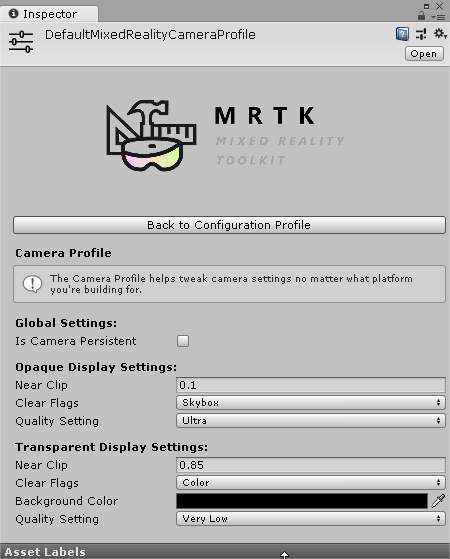 Inspector
DefaultMixedRealityCameraProfile
Open
MRTK
MIXED REALITY
TOOLKIT
Back to Configuration Profile
Camera Profile
The Camera Profile helps tweak camera settings no matter what platform
you're building for.
Global Settings:
Is Camera Persistent
Opaque Display Settings:
Near Clip 0.1
Clear Flags Skybox
Quality Setting Ultra
Transparent Display Settings:
Near Clip 0.85
Clear Flags Color
Background Color
Quality Setting Very Low
Asset Labels